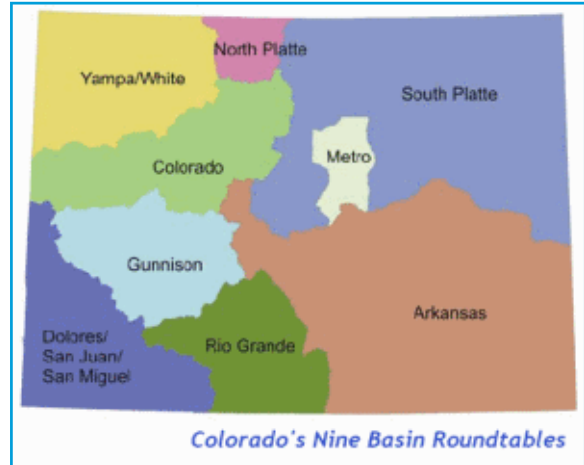 North Platte
Yampa/White
South Platte
Metro
Colorado
Gunnison
Arkansas
Dolores/
San Juan/
San Miguel
Rio Grande
Colorado's Nine Basin Roundtables